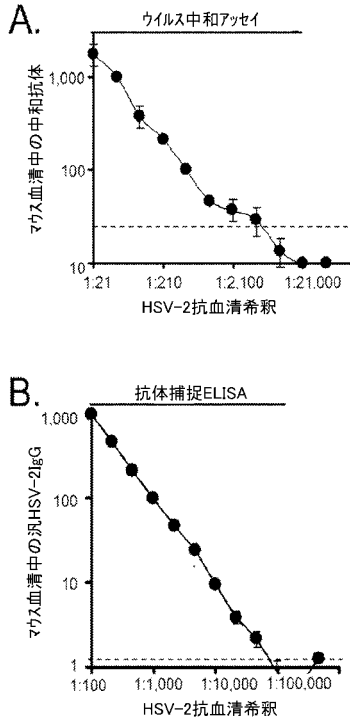 A.
ウイルス中和アッセイ
マウス血清中の中和抗体
1,000
100
10
1:21
1:210
1:2,100
1:21,000
HSV-2抗血清希釈
B.
抗体捕捉ELISA
マウス血清中の汎HSV-2IgG
1,000
100
10
1
1:100
1:1,000
1:10,000
1:100,000
HSV-2抗血清希釈